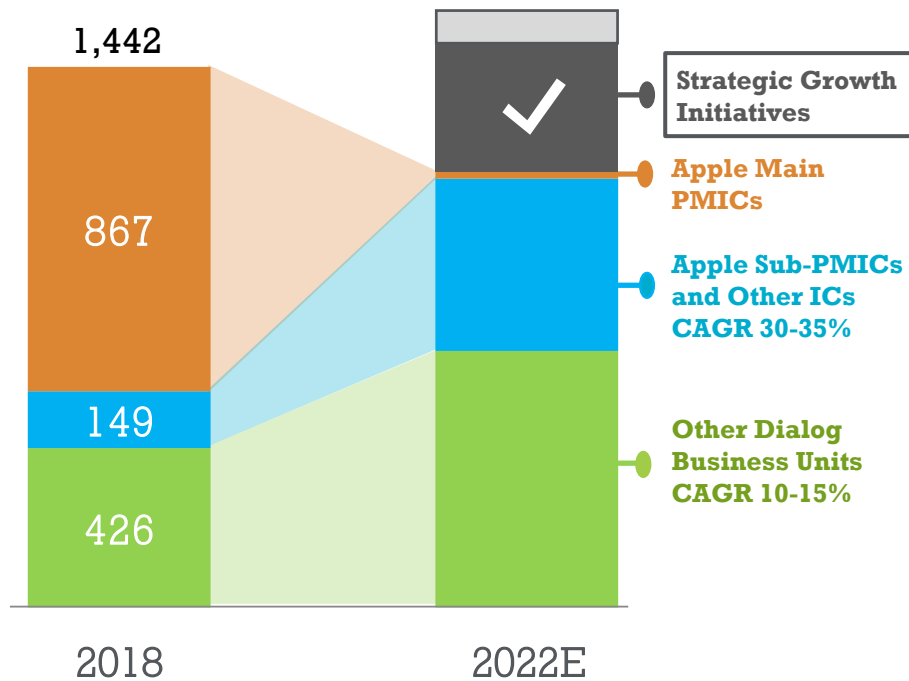 1,442
867
149
426
2018
2022E
Strategic Growth
Initiatives
Apple Main
PMICs
Apple Sub-PMICs
and Other ICs
CAGR 30-35%
Other Dialog
Business Units
CAGR 10-15%